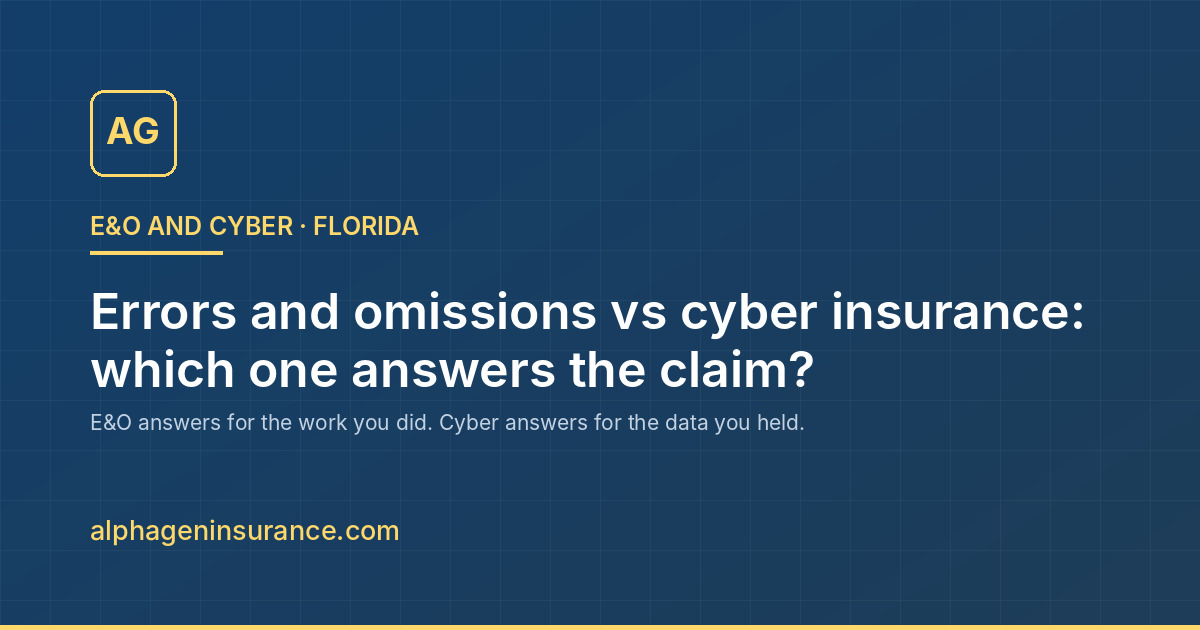 AG
E&O AND CYBER · FLORIDA
Errors and omissions vs cyber insurance:
which one answers the claim?
E&O answers for the work you did. Cyber answers for the data you held.
alphageninsurance.com